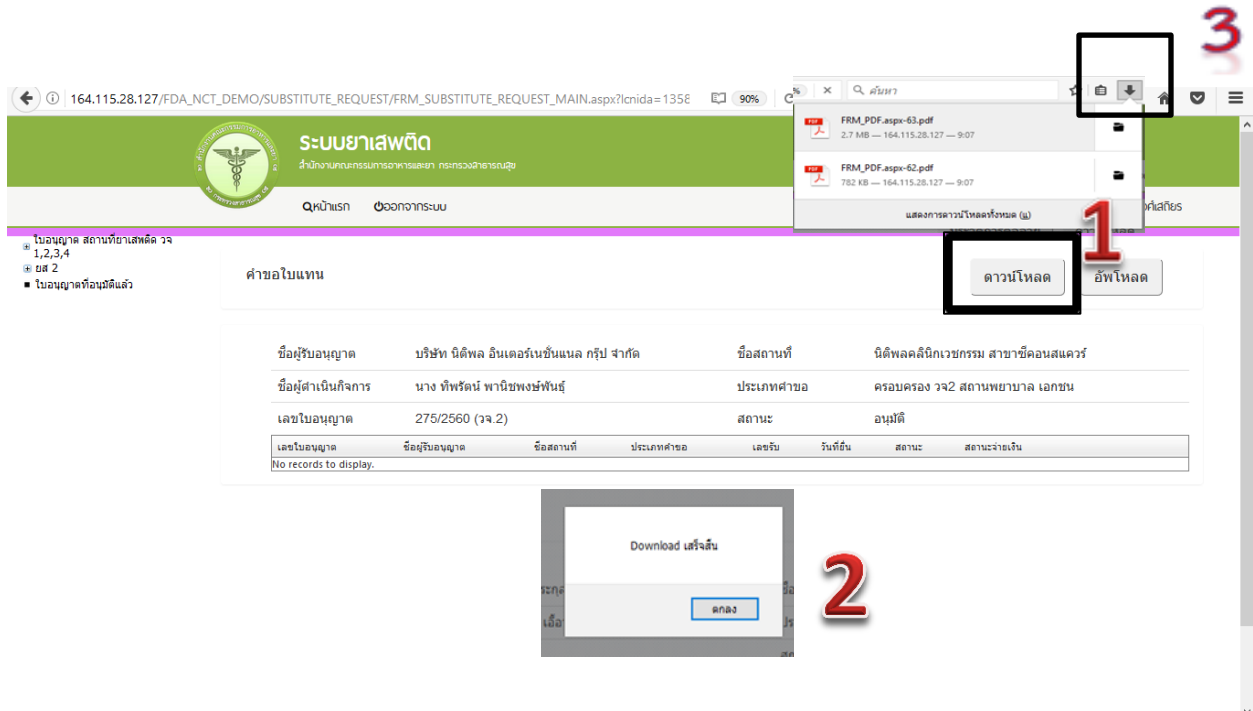 3
164.115.28.127/FDA_NCT_DEMO/SUBSTITUTE_REQUEST/FRM_SUBSTITUTE_REQUEST_MAIN.aspx?lcnida=1358
90%
ค้นหา
FRM_PDF.aspx-63.pdf
2.7 MB — 164.115.28.127 — 9:07
FRM_PDF.aspx-62.pdf
782 KB — 164.115.28.127 — 9:07
แสดงการดาวน์โหลดทั้งหมด (แ)
ระบบยาเสพติด
สำนักงานคณะกรรมการอาหารและยา กระทรวงสาธารณสุข
หน้าแรก ออกจากระบบ
1
ใบอนุญาต สถานที่ยาเสพติด วจ
1,2,3,4
ยส 2
ใบอนุญาตที่อนุมัติแล้ว
คำขอใบแทน
ดาวน์โหลด อัพโหลด
ชื่อผู้รับอนุญาต บริษัท นิติพล อินเตอร์เนชั่นแนล กรุ๊ป จำกัด ชื่อสถานที่ นิติพลคลินิกเวชกรรม สาขาซีคอนสแควร์
ชื่อผู้ดำเนินกิจการ นาง ทิพรัตน์ พานิชพงษ์พันธุ์ ประเภทคำขอ ครอบครอง วจ2 สถานพยาบาล เอกชน
เลขใบอนุญาต 275/2560 (วจ.2) สถานะ อนุมัติ
เลขใบอนุญาต ชื่อผู้รับอนุญาต ชื่อสถานที่ ประเภทคำขอ เลขรับ วันที่ยื่น สถานะ สถานะจ่ายเงิน
No records to display.
Download เสร็จสิ้น
ตกลง
2